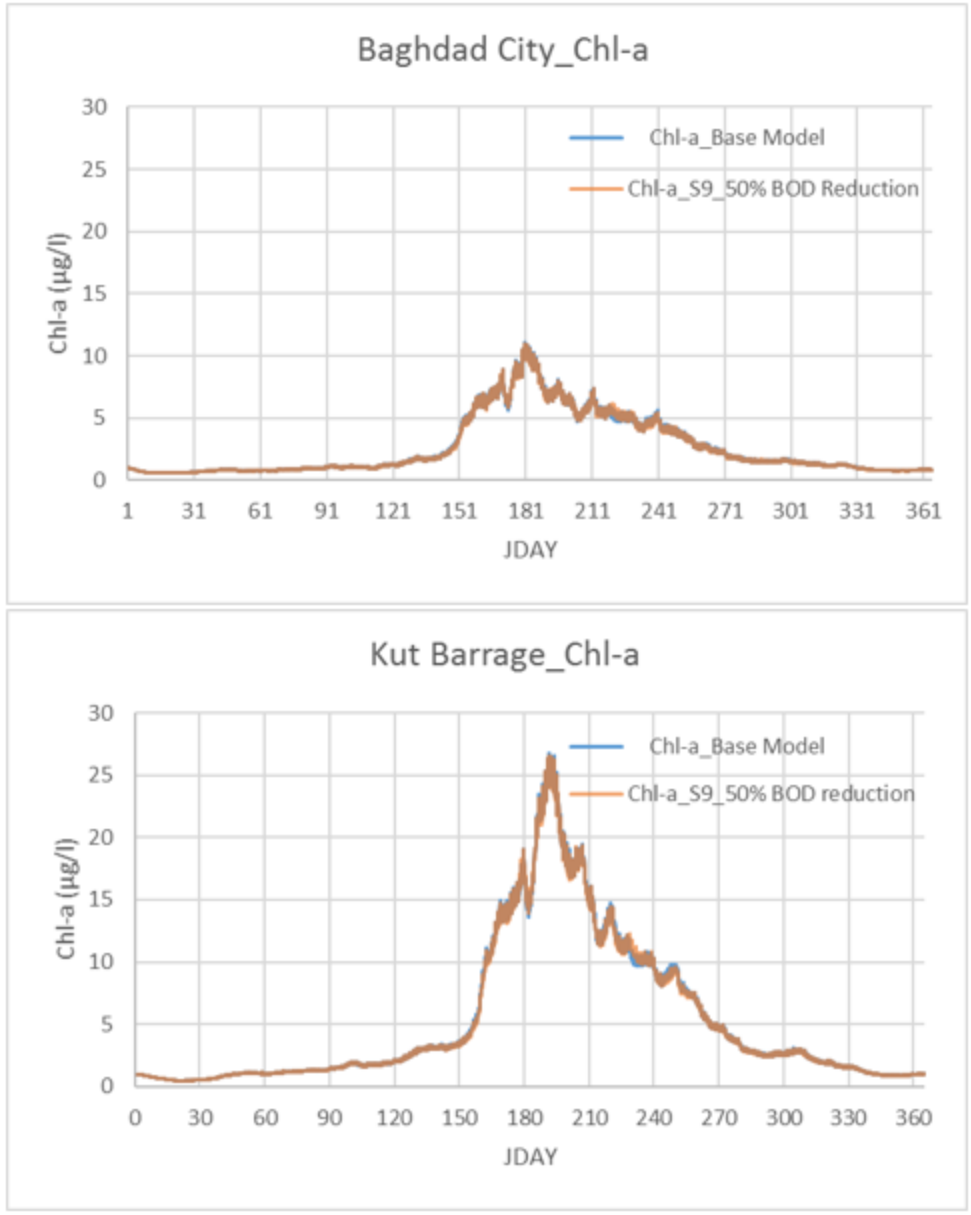 Baghdad City_Chl-a
30
Chl-a_Base Model
25
Chl-a_S9_50% BOD Reduction
20
Chl-a (µg/l)
15
10
5
0
1 31 61 91 121 151 181 211 241 271 301 331 361
JDAY
Kut Barrage_Chl-a
30
Chl-a_Base Model
25
Chl-a_S9_50% BOD reduction
20
Chl-a (µg/l)
15
10
5
0
0 30 60 90 120 150 180 210 240 270 300 330 360
JDAY